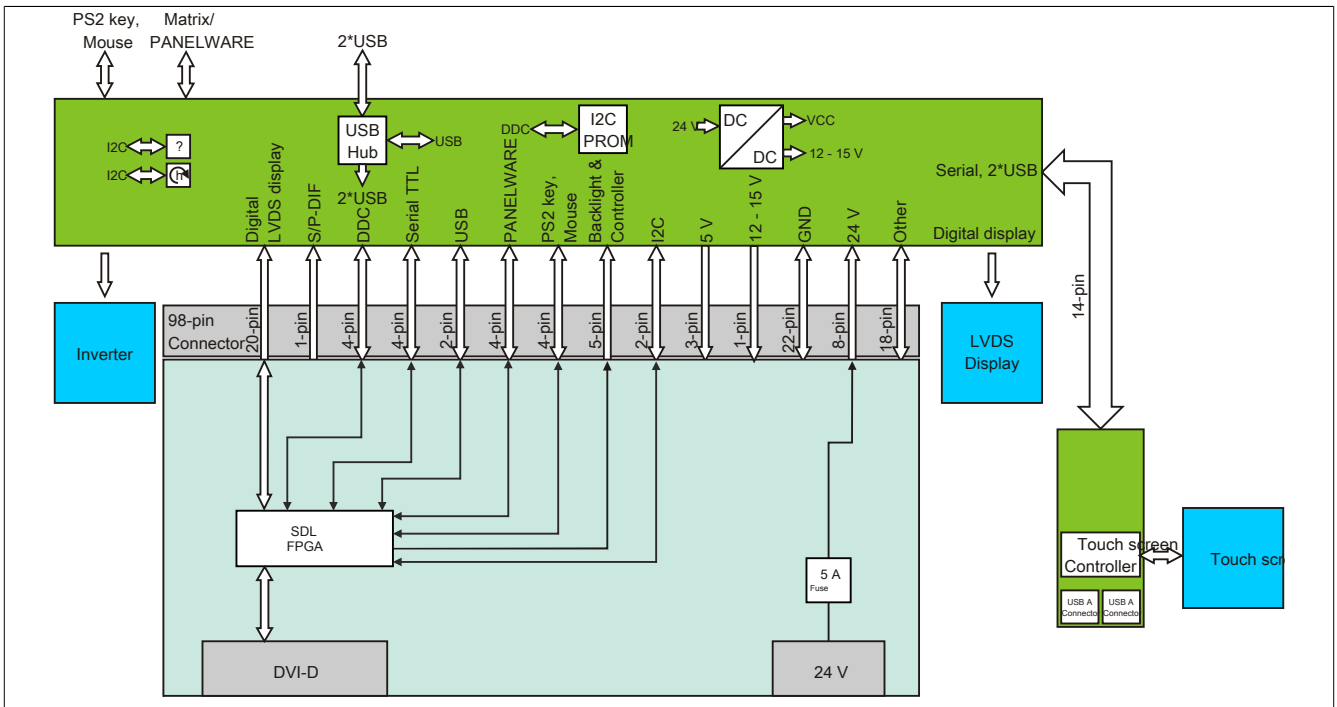 PS2 key,
Mouse
Matrix/
PANELWARE
2*USB
I2C
?
I2C
h
USB
Hub
USB
2*USB
DDC
I2C
PROM
24 V
DC
DC
VCC
12 - 15 V
Serial, 2*USB
Digital
LVDS display
S/P-DIF
DDC
Serial TTL
USB
PANELWARE
PS2 key,
Mouse
Backlight &
Controller
I2C
5 V
12 - 15 V
GND
24 V
Other
Digital display
98-pin
Connector
20-pin
1-pin
4-pin
4-pin
2-pin
4-pin
4-pin
5-pin
2-pin
3-pin
1-pin
22-pin
8-pin
18-pin
14-pin
Inverter
LVDS
Display
SDL
FPGA
5 A
Fuse
DVI-D
24 V
Touch screen
Controller
USB A
Connecto
USB A
Connecto
Touch scr